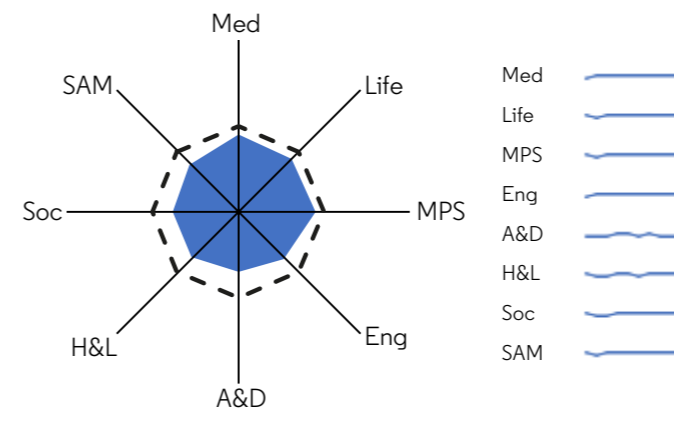 Med
SAM
Life
Soc
MPS
H&L
Eng
A&D
Med
Life
MPS
Eng
A&D
H&L
Soc
SAM